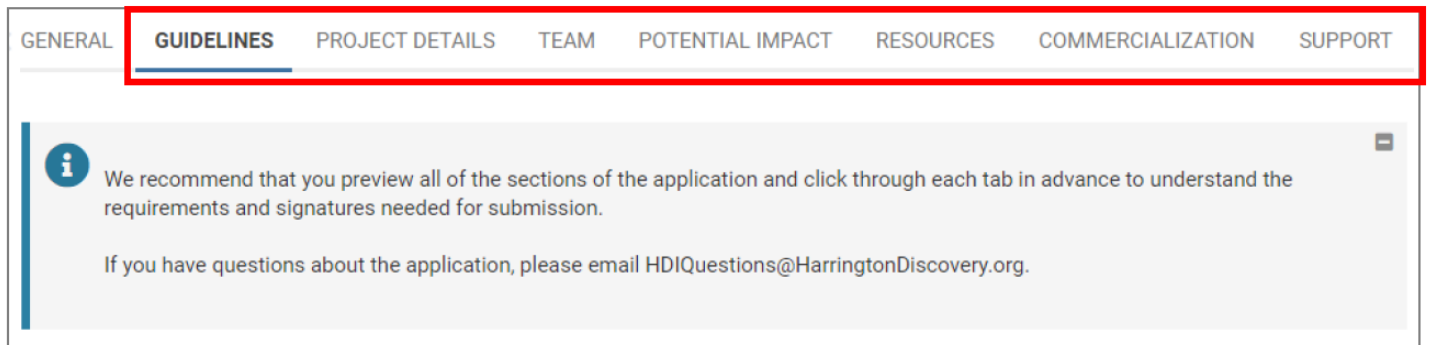 GENERAL GUIDELINES PROJECT DETAILS TEAM POTENTIAL IMPACT RESOURCES COMMERCIALIZATION SUPPORT
We recommend that you preview all of the sections of the application and click through each tab in advance to understand the
requirements and signatures needed for submission.
If you have questions about the application, please email HDIQuestions@HarringtonDiscovery.org.